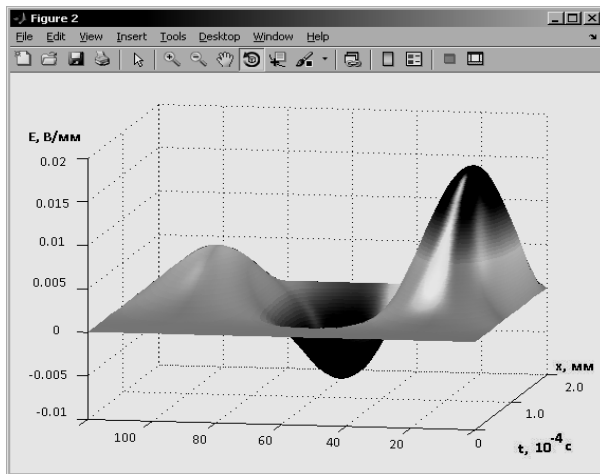 Figure 2
File Edit View Insert Tools Desktop Window Help
E, В/мм
0.02
0.015
0.01
0.005
0
-0.005
-0.01
100 80 60 40 20 0
t, 10-4 с
x, мм
2.0
1.0